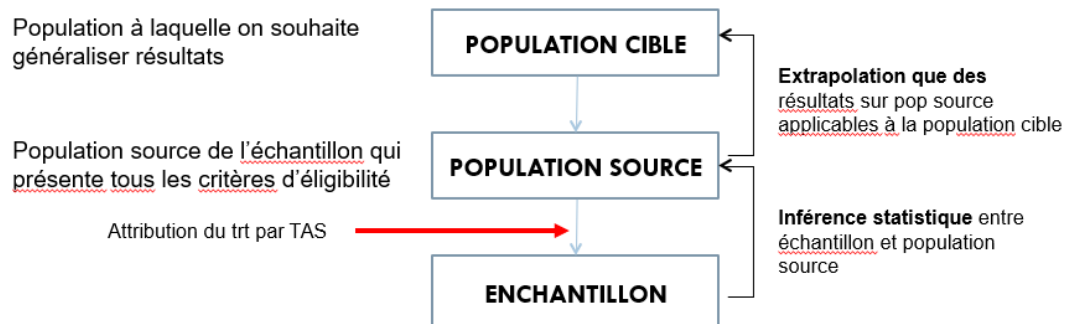 Population à laquelle on souhaite
généraliser résultats
POPULATION CIBLE
Extrapolation que des
résultats sur pop source
applicables à la population cible
Population source de l'échantillon qui
présente tous les critères d'éligibilité
POPULATION SOURCE
Attribution du trt par TAS
Inférence statistique entre
échantillon et population
source
ENCHANTILLON